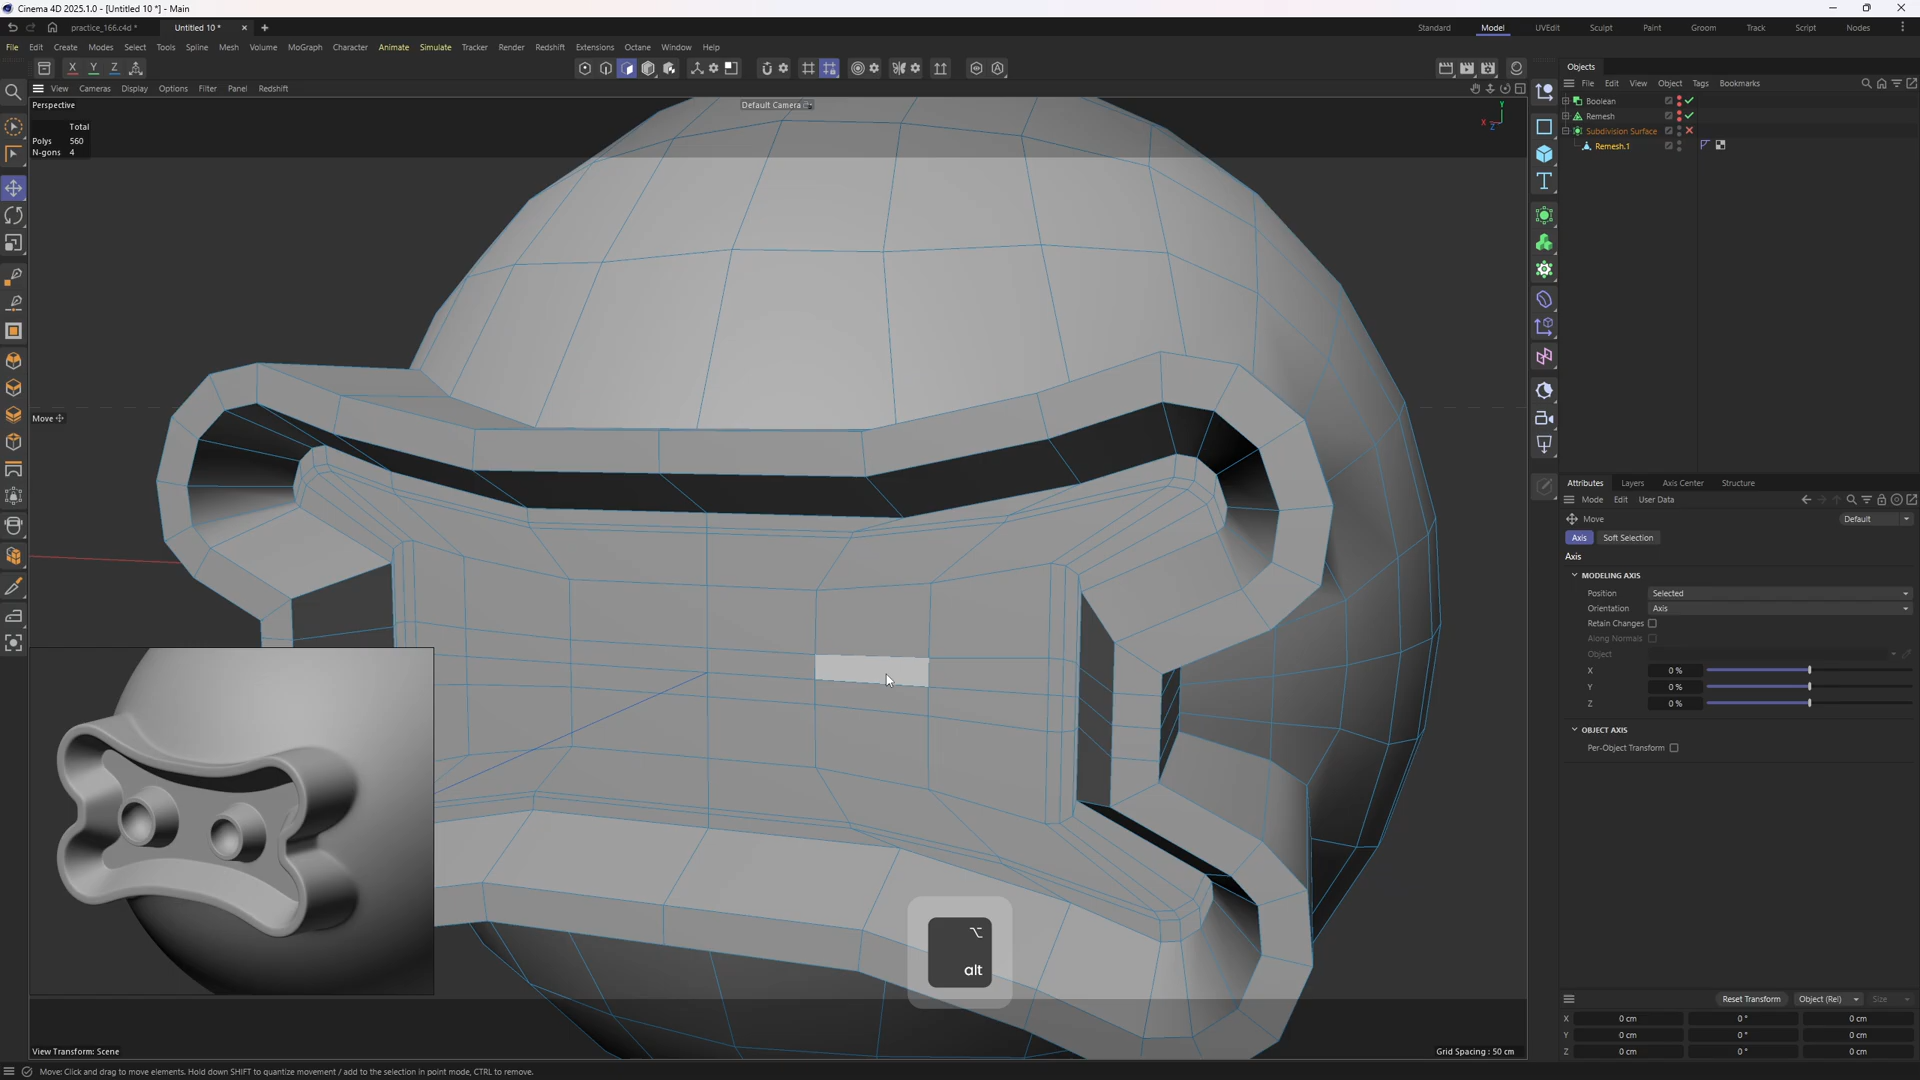 Cinema 4D 2025.1.0 - [Untitled 10 *] - Main
practice_166.c4d *
Untitled 10 *
Standard
Model
UVEdit
Sculpt
Paint
Groom
Track
Script
Nodes
File Edit Create Modes Select Tools Spline Mesh Volume MoGraph Character Animate Simulate Tracker Render Redshift Extensions Octane Window Help
X Y Z
View Cameras Display Options Filter Panel Redshift
Perspective
Default Camera
Total
Polys 560
N-gons 4
Y
X
Z
Move
alt
View Transform: Scene
Grid Spacing : 50 cm
Move: Click and drag to move elements. Hold down SHIFT to quantize movement / add to the selection in point mode, CTRL to remove.
Objects
File Edit View Object Tags Bookmarks
Boolean
Remesh
Subdivision Surface
Remesh.1
Attributes Layers Axis Center Structure
Mode Edit User Data
Move
Default
Axis
Soft Selection
Axis
MODELING AXIS
Position Selected
Orientation Axis
Retain Changes
Along Normals
Object
X 0 %
Y 0 %
Z 0 %
OBJECT AXIS
Per-Object Transform
Reset Transform Object (Rel) Size
X 0 cm 0 ° 0 cm
Y 0 cm 0 ° 0 cm
Z 0 cm 0 ° 0 cm